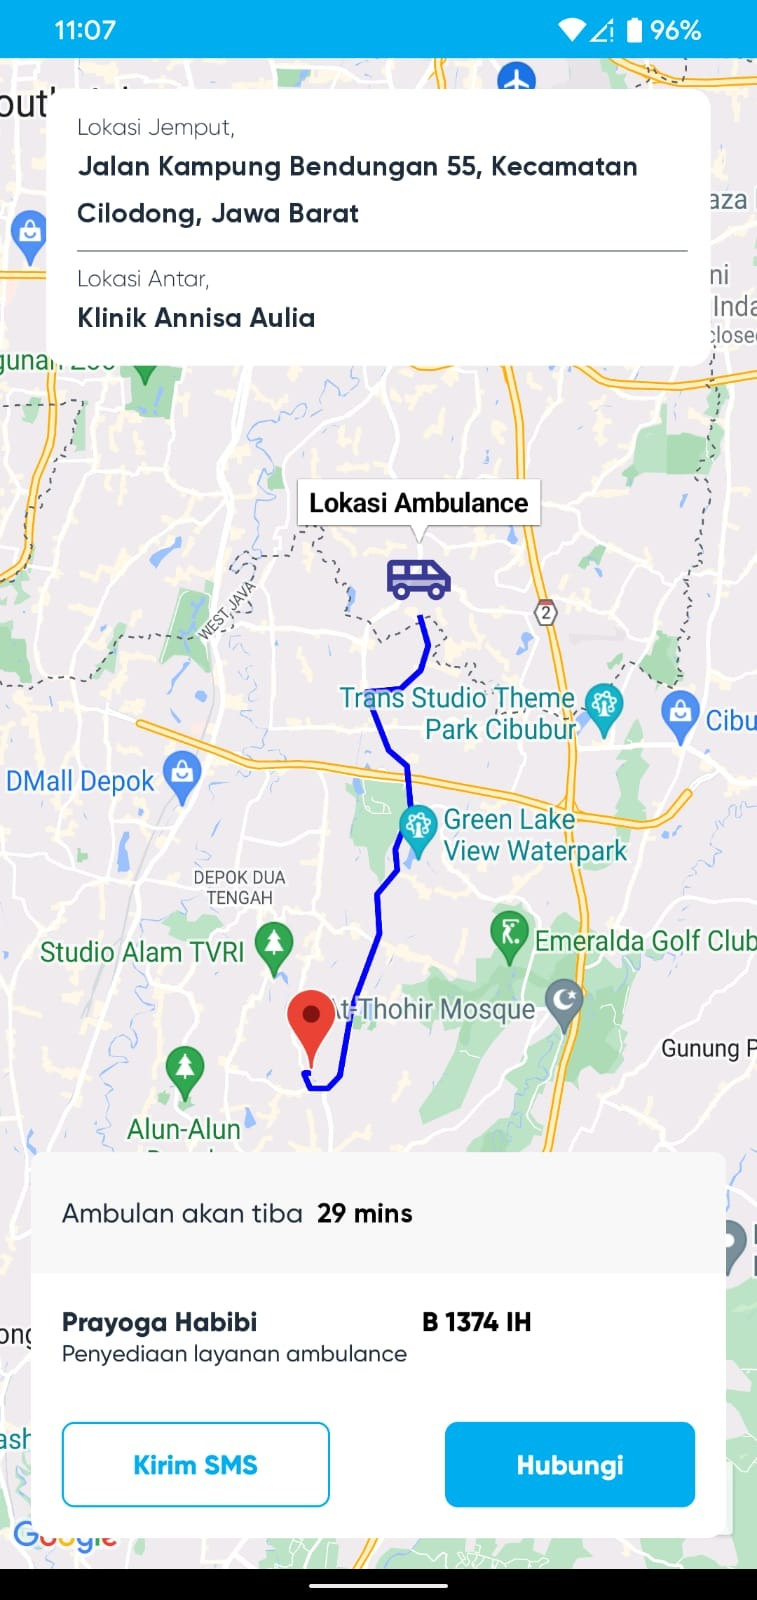 11:07
96%
Lokasi Jemput,
Jalan Kampung Bendungan 55, Kecamatan
Cilodong, Jawa Barat
Lokasi Antar,
Klinik Annisa Aulia
Lokasi Ambulance
WEST JAVA
2
Trans Studio Theme
Park Cibubur
Cibu
DMall Depok
Green Lake
View Waterpark
DEPOK DUA
TENGAH
Studio Alam TVRI
Emeralda Golf Club
At-Thohir Mosque
Gunung P
Alun-Alun
Ambulan akan tiba 29 mins
Prayoga Habibi
B 1374 IH
Penyediaan layanan ambulance
Kirim SMS
Hubungi
Google